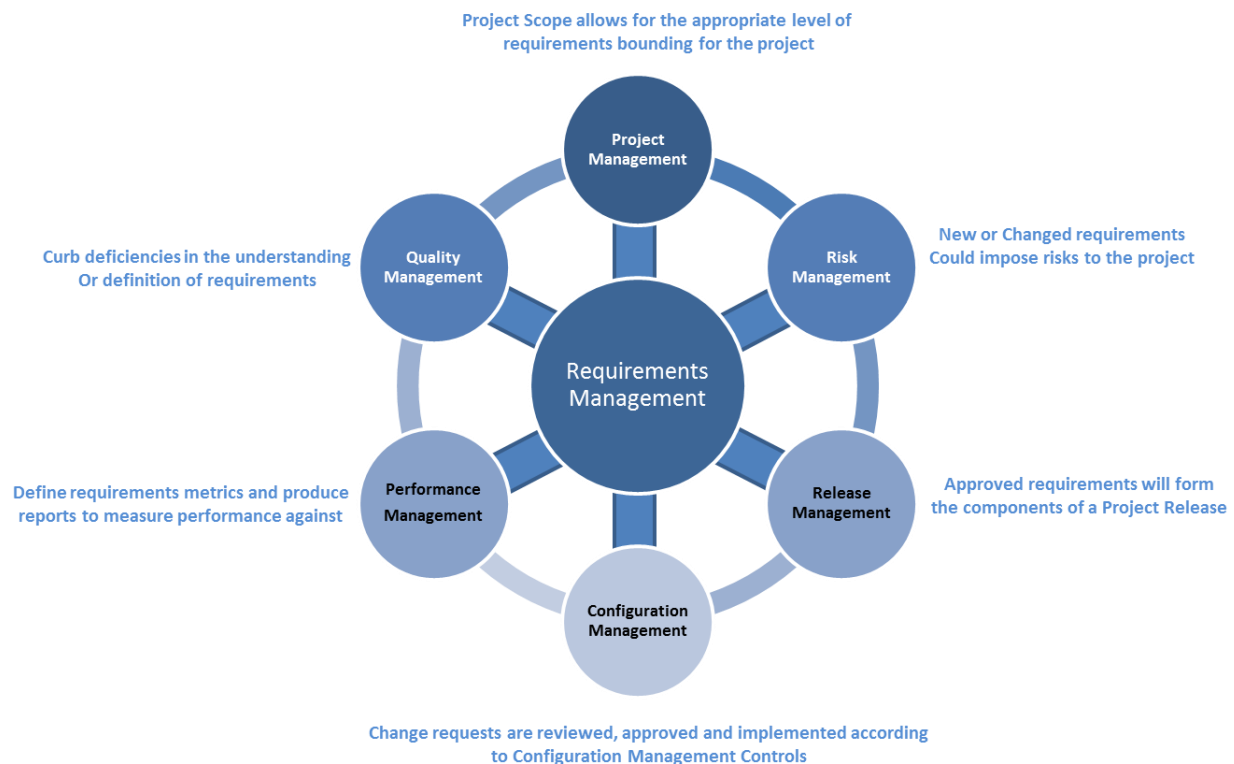 Project Scope allows for the appropriate level of
requirements bounding for the project
Project
Management
Quality
Management
Curb deficiencies in the understanding
Or definition of requirements
Risk
Management
New or Changed requirements
Could impose risks to the project
Requirements
Management
Performance
Management
Define requirements metrics and produce
reports to measure performance against
Release
Management
Approved requirements will form
the components of a Project Release
Configuration
Management
Change requests are reviewed, approved and implemented according
to Configuration Management Controls